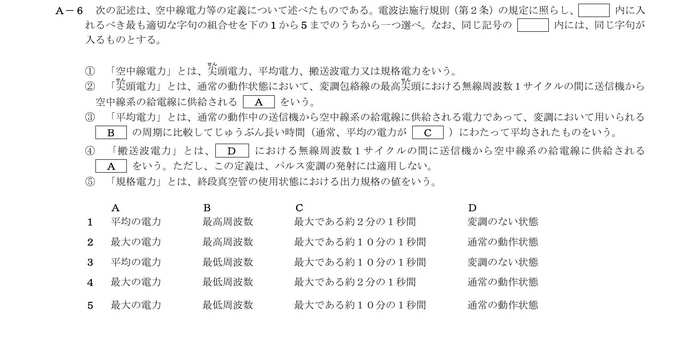 A－6 次の記述は、空中線電力等の定義について述べたものである。電波法施行規則（第２条）の規定に照らし、 内に入
れるべき最も適切な字句の組合せを下の1から5までのうちから一つ選べ。なお、同じ記号の 内には、同じ字句が
入るものとする。
① 「空中線電力」とは、尖頭電力、平均電力、搬送波電力又は規格電力をいう。
② 「尖頭電力」とは、通常の動作状態において、変調包絡線の最高尖頭における無線周波数１サイクルの間に送信機から
空中線系の給電線に供給される A をいう。
③ 「平均電力」とは、通常の動作中の送信機から空中線系の給電線に供給される電力であって、変調において用いられる
B の周期に比較してじゅうぶん長い時間（通常、平均の電力が C ）にわたって平均されたものをいう。
④ 「搬送波電力」とは、 D における無線周波数１サイクルの間に送信機から空中線系の給電線に供給される
A をいう。ただし、この定義は、パルス変調の発射には適用しない。
⑤ 「規格電力」とは、終段真空管の使用状態における出力規格の値をいう。
A B C D
1 平均の電力 最高周波数 最大である約２分の１秒間 変調のない状態
2 最大の電力 最高周波数 最大である約１０分の１秒間 通常の動作状態
3 平均の電力 最低周波数 最大である約１０分の１秒間 変調のない状態
4 最大の電力 最低周波数 最大である約２分の１秒間 通常の動作状態
5 最大の電力 最低周波数 最大である約１０分の１秒間 通常の動作状態